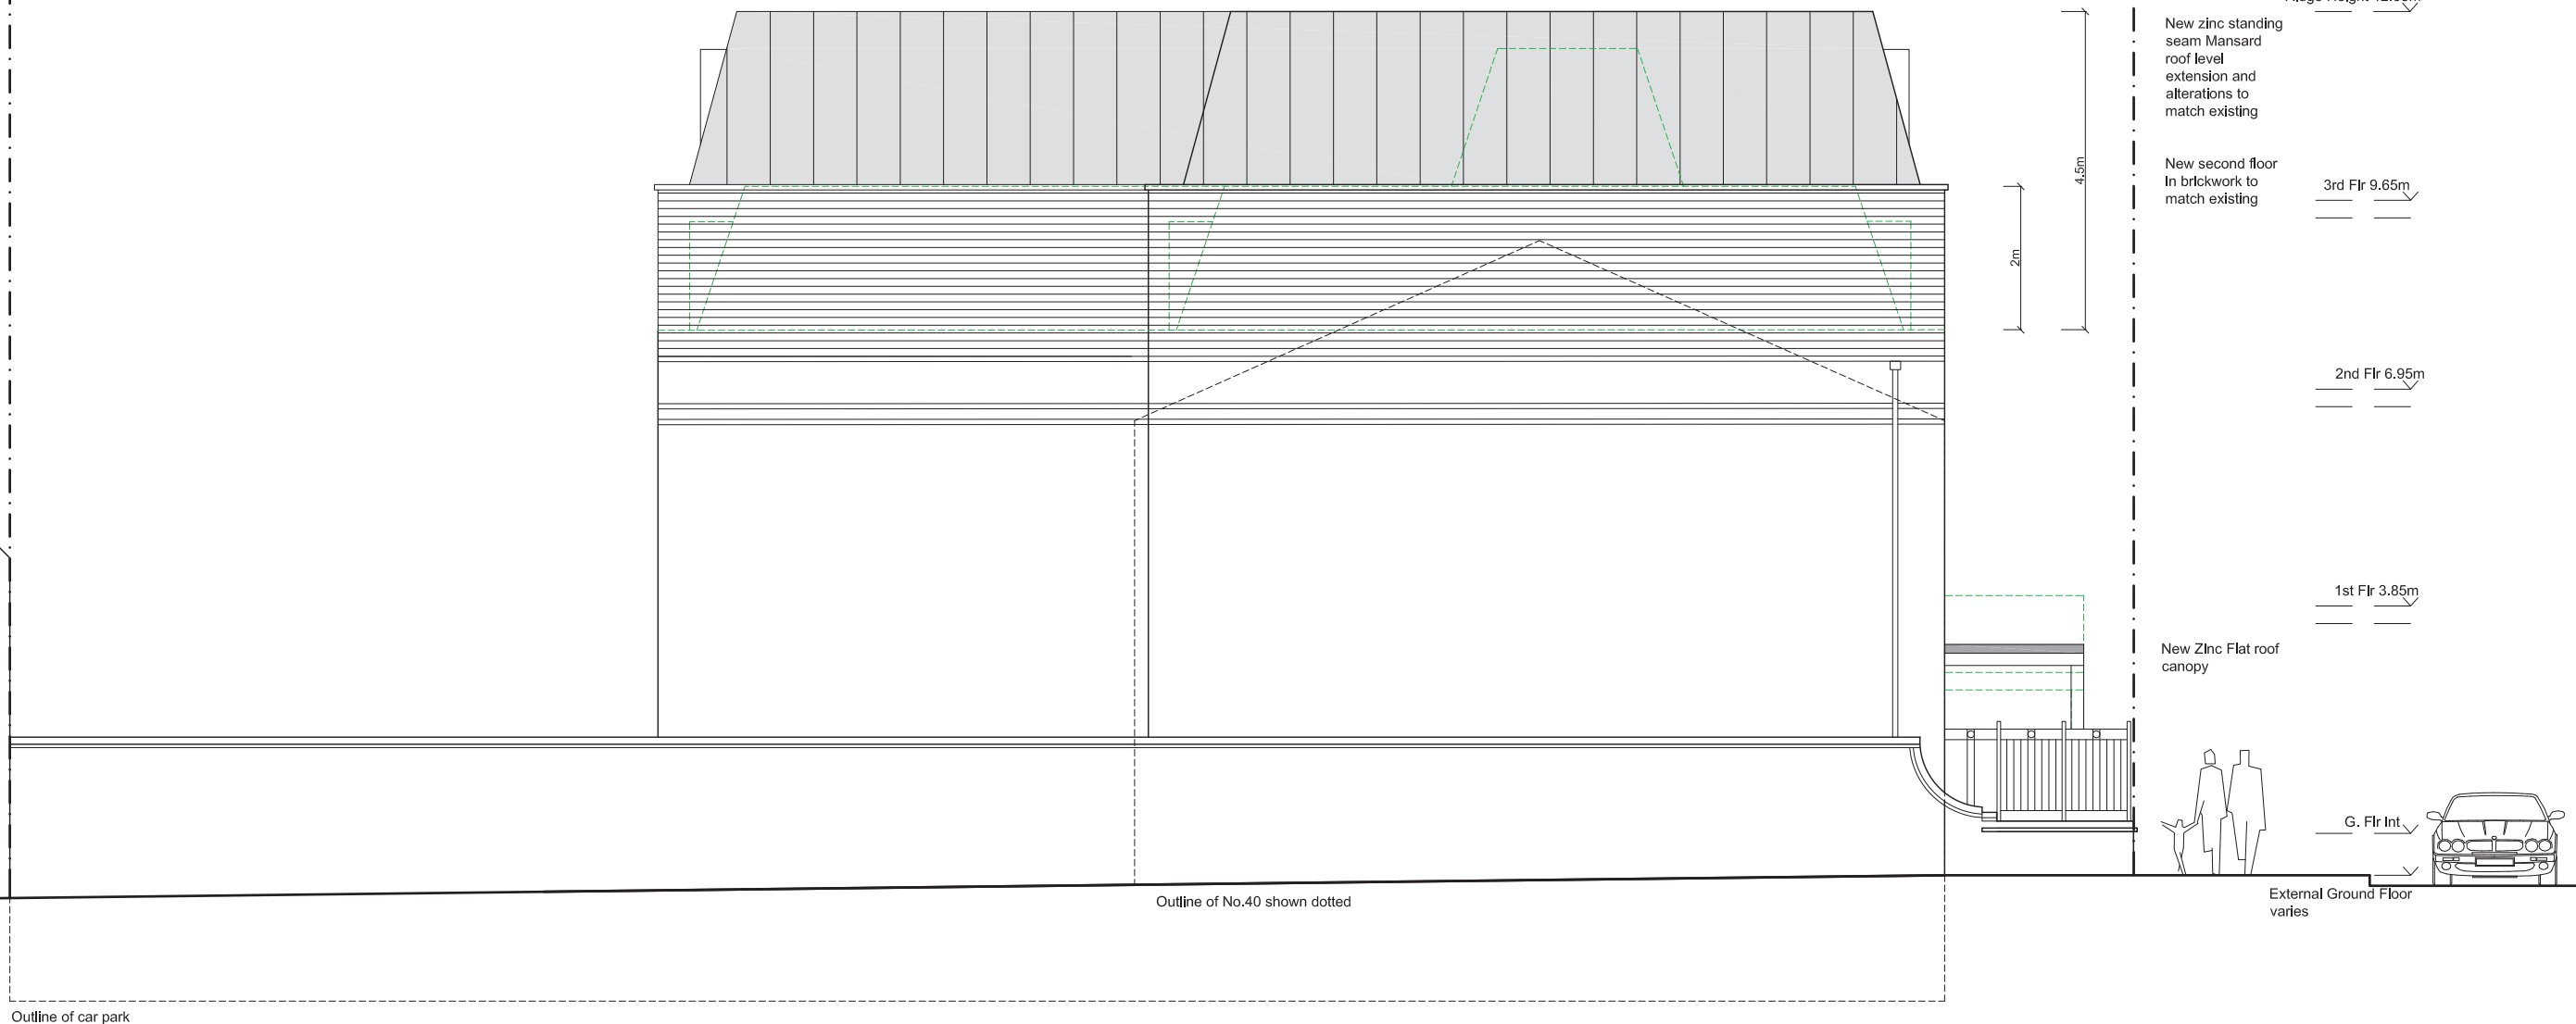 New zinc standing
seam Mansard
roof level
extension and
alterations to
match existing
4.5m
New second floor
in brickwork to
match existing
3rd Flr 9.65m
2m
2nd Flr 6.95m
1st Flr 3.85m
New Zinc Flat roof
canopy
G. Flr Int
External Ground Floor
varies
Outline of No.40 shown dotted
Outline of car park